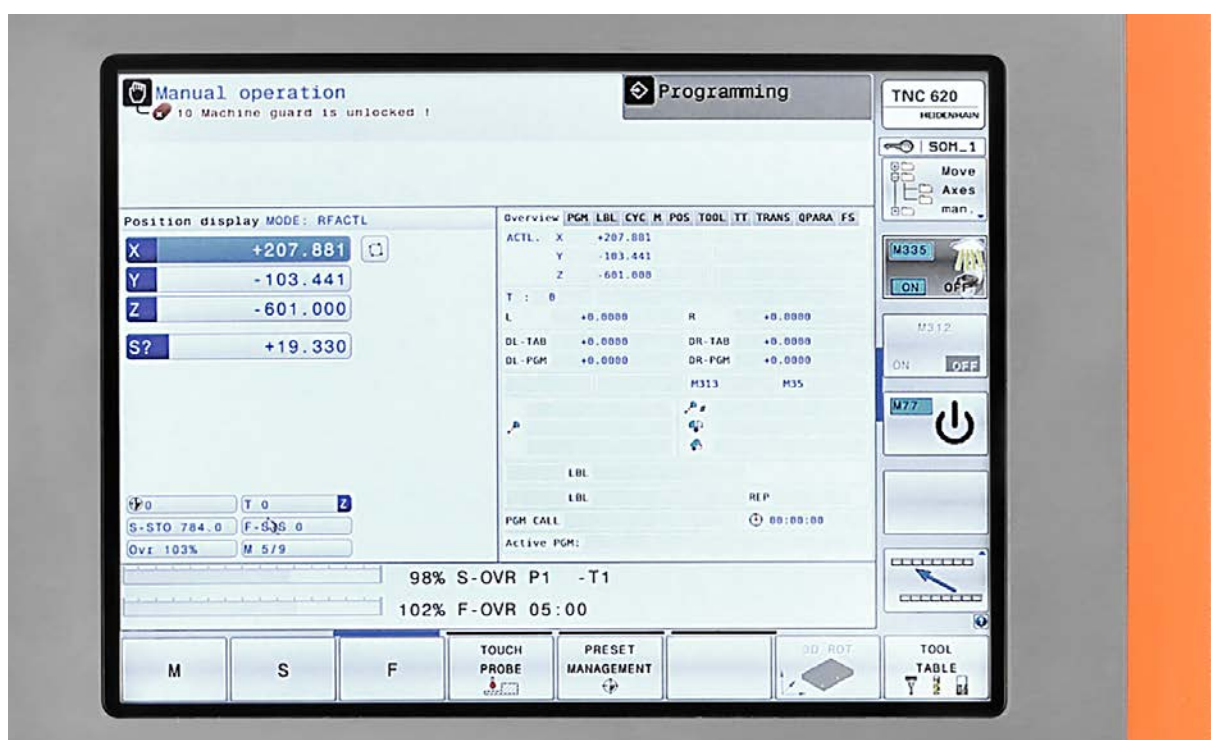 Manual operation
10 Machine guard is unlocked !
Programming
TNC 620
HEIDENHAIN
SOM_1
Move
Axes
man.
Position display MODE: RFACTL
X +207.881
Y -103.441
Z -601.000
S? +19.330
Overview PGM LBL CYC M POS TOOL TT TRANS QPARA FS
ACTL. X +207.881
Y -103.441
Z -601.000
T : 0
L +0.0000 R +0.0000
DL-TAB +0.0000 DR-TAB +0.0000
DL-PGM +0.0000 DR-PGM +0.0000
M313 M35
LBL
LBL REP
PGM CALL 00:00:00
Active PGM:
M335
ON OFF
M312
ON OFF
M77
0 T 0 Z
S-STO 784.0 F-S 0
Ovr 103% M 5/9
98% S-OVR P1 -T1
102% F-OVR 05:00
M
S
F
TOUCH
PROBE
PRESET
MANAGEMENT
3D ROT
TOOL
TABLE